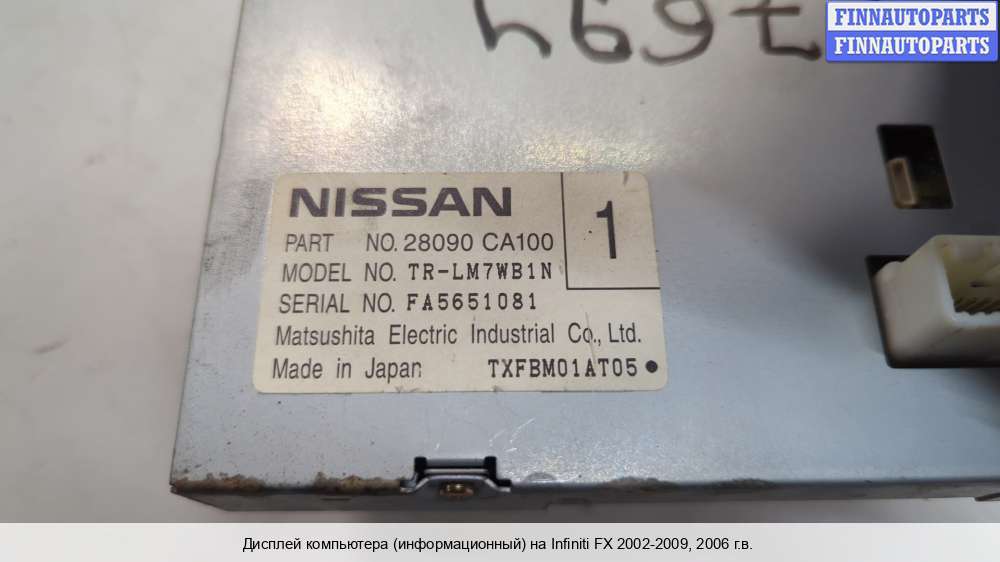 FINNAUTOPARTS
FINNAUTOPARTS
7694
NISSAN
1
PART NO. 28090 CA100
MODEL NO. TR-LM7WB1N
SERIAL NO. FA5651081
Matsushita Electric Industrial Co., Ltd.
Made in Japan TXFBM01AT05
Дисплей компьютера (информационный) на Infiniti FX 2002-2009, 2006 г.в.